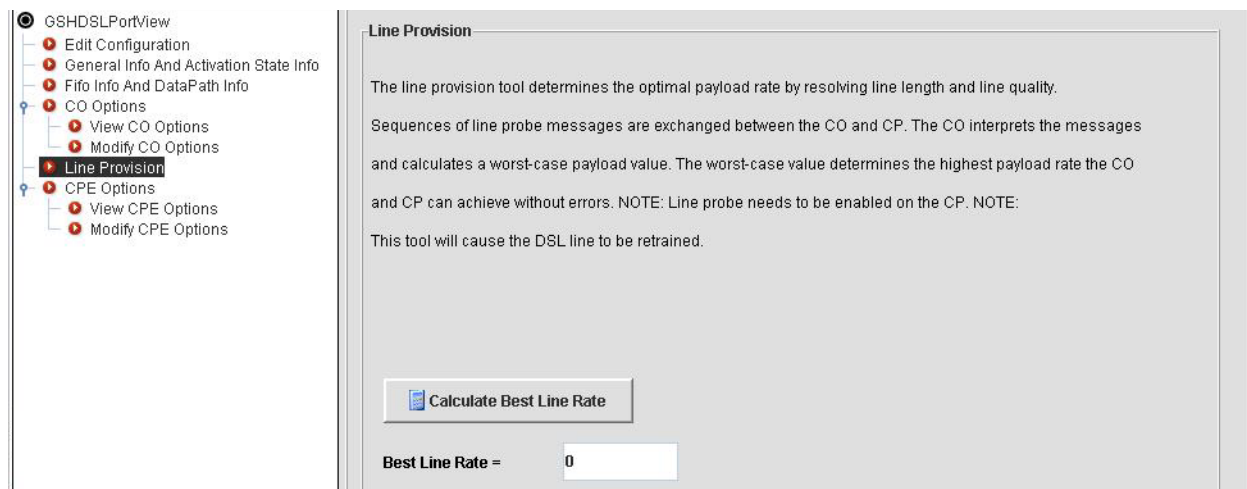 GSHDSLPortView
Edit Configuration
General Info And Activation State Info
Fifo Info And DataPath Info
CO Options
View CO Options
Modify CO Options
Line Provision
CPE Options
View CPE Options
Modify CPE Options
Line Provision
The line provision tool determines the optimal payload rate by resolving line length and line quality.
Sequences of line probe messages are exchanged between the CO and CP. The CO interprets the messages
and calculates a worst-case payload value. The worst-case value determines the highest payload rate the CO
and CP can achieve without errors. NOTE: Line probe needs to be enabled on the CP. NOTE:
This tool will cause the DSL line to be retrained.
Calculate Best Line Rate
Best Line Rate = 0